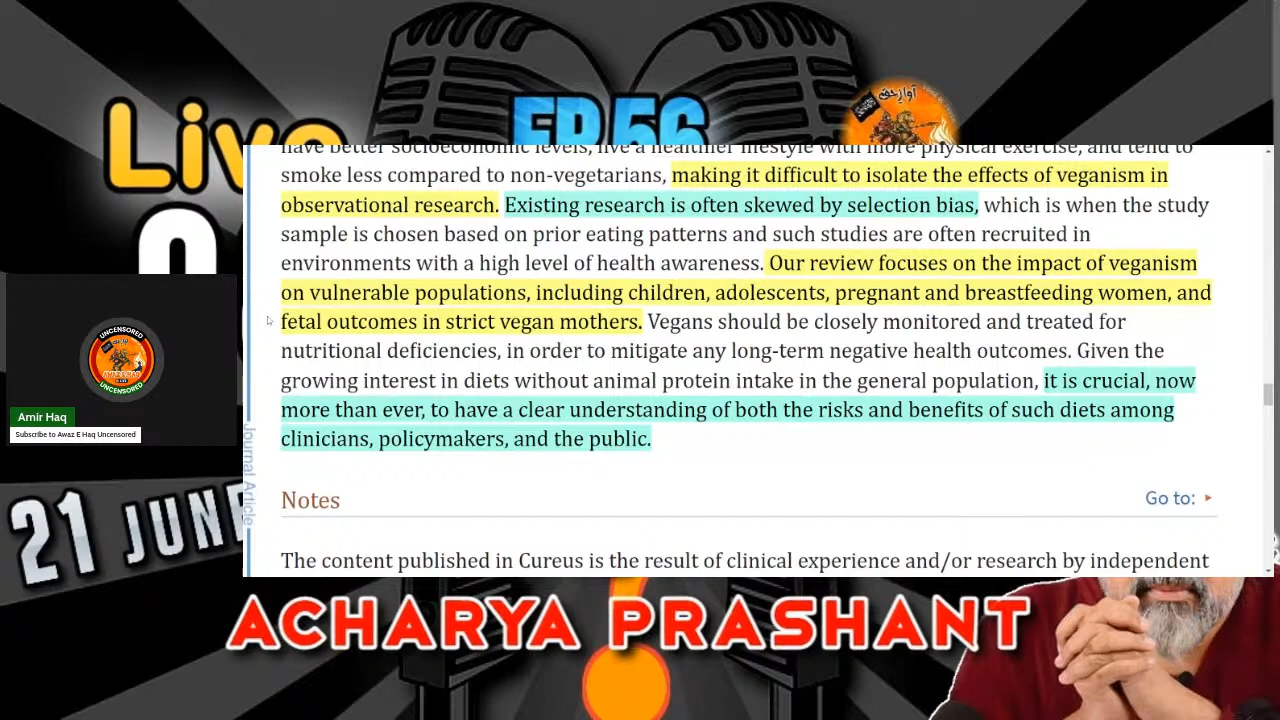 Live
EP 56
آوازِ حق
have better socioeconomic levels, live a healthier lifestyle with more physical exercise, and tend to
smoke less compared to non-vegetarians, making it difficult to isolate the effects of veganism in
observational research. Existing research is often skewed by selection bias, which is when the study
sample is chosen based on prior eating patterns and such studies are often recruited in
environments with a high level of health awareness. Our review focuses on the impact of veganism
on vulnerable populations, including children, adolescents, pregnant and breastfeeding women, and
fetal outcomes in strict vegan mothers. Vegans should be closely monitored and treated for
nutritional deficiencies, in order to mitigate any long-term negative health outcomes. Given the
growing interest in diets without animal protein intake in the general population, it is crucial, now
more than ever, to have a clear understanding of both the risks and benefits of such diets among
clinicians, policymakers, and the public.
Journal Article
Notes
Go to:
The content published in Cureus is the result of clinical experience and/or research by independent
UNCENSORED
UNCENSORED
Amir Haq
Subscribe to Awaz E Haq Uncensored
21 JUNE
ACHARYA PRASHANT